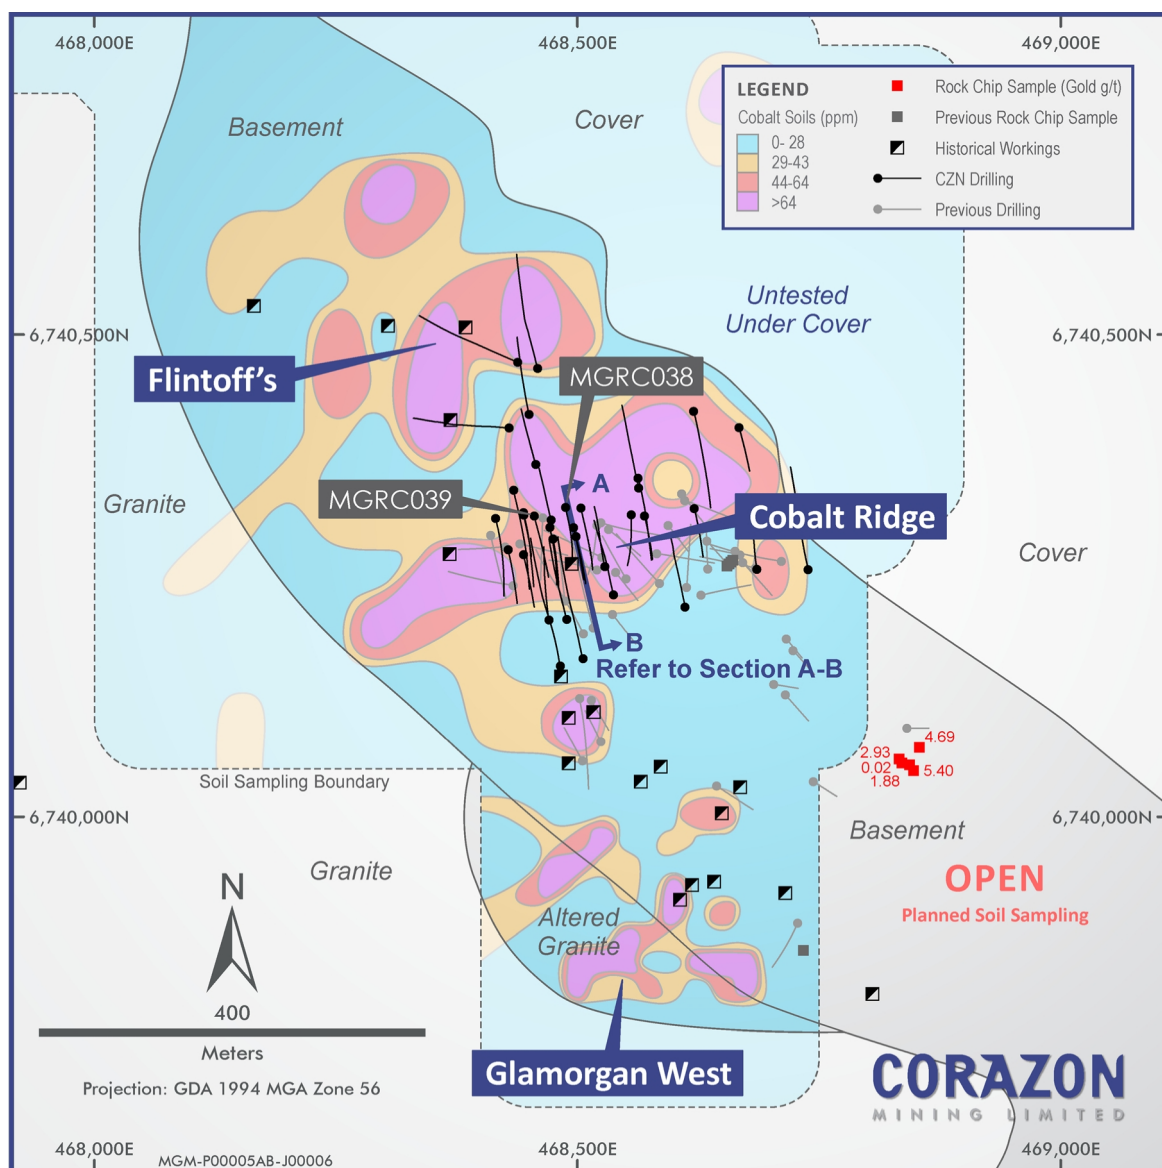 468,000E
468,500E
469,000E
LEGEND
Cobalt Soils (ppm)
0- 28
29-43
44-64
>64
Rock Chip Sample (Gold g/t)
Previous Rock Chip Sample
Historical Workings
CZN Drilling
Previous Drilling
Basement
Cover
Untested
Under Cover
6,740,500N
6,740,500N
Flintoff's
MGRC038
A
MGRC039
Granite
Cobalt Ridge
Cover
B
Refer to Section A-B
4.69
2.93
0.02
5.40
1.88
Soil Sampling Boundary
6,740,000N
6,740,000N
Basement
Granite
OPEN
Planned Soil Sampling
N
Altered
Granite
400
Meters
Projection: GDA 1994 MGA Zone 56
Glamorgan West
CORAZON
MINING LIMITED
468,000E
468,500E
469,000E
MGM-P00005AB-J00006